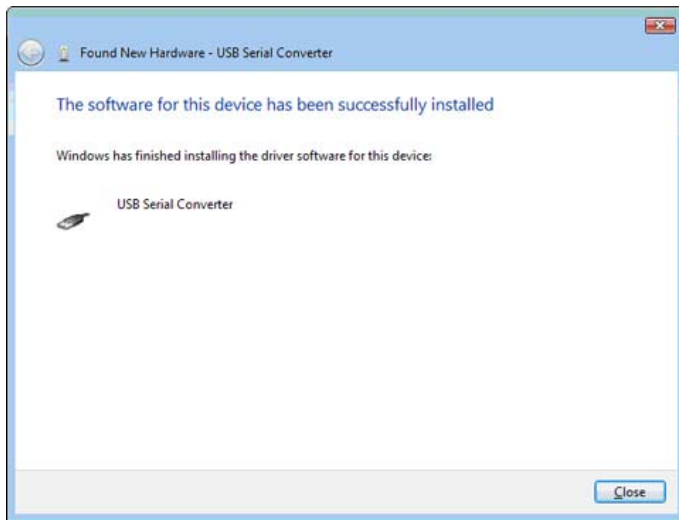 Found New Hardware - USB Serial Converter
The software for this device has been successfully installed
Windows has finished installing the driver software for this device:
USB Serial Converter
Close